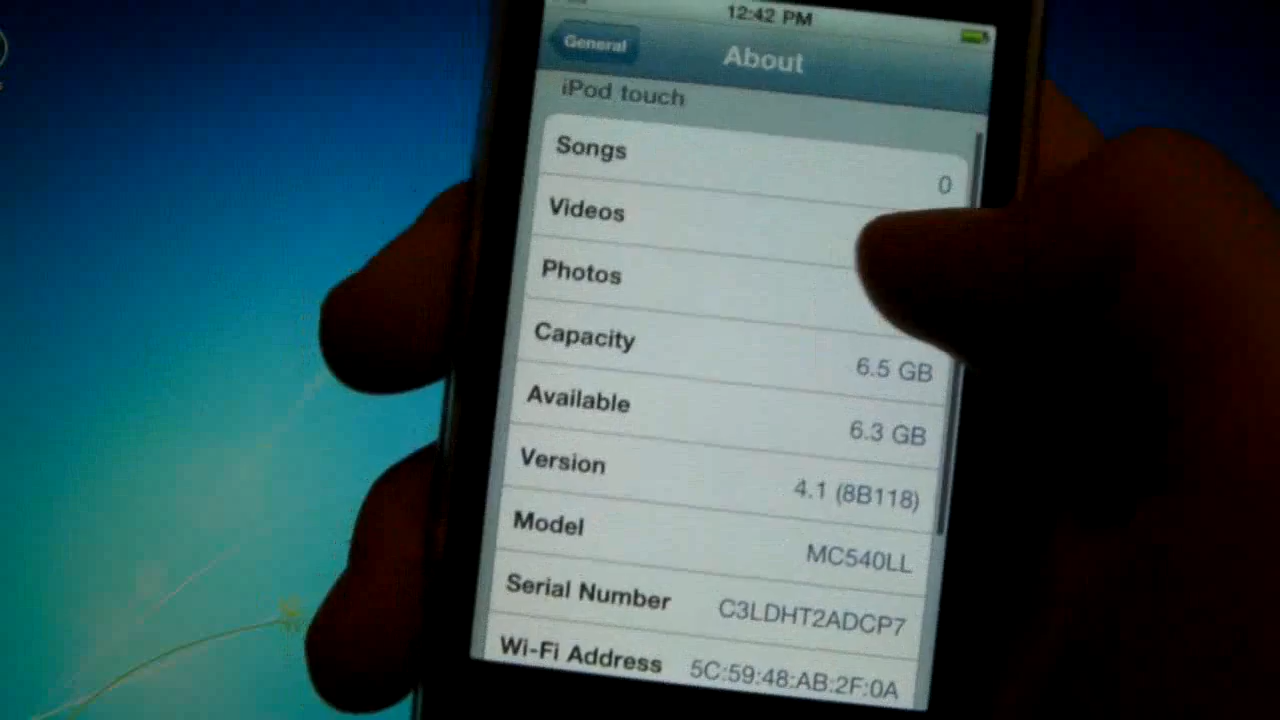 12:42 PM
General
About
iPod touch
Songs 0
Videos
Photos
Capacity 6.5 GB
Available 6.3 GB
Version 4.1 (8B118)
Model MC540LL
Serial Number C3LDHT2ADCP7
Wi-Fi Address 5C:59:48:AB:2F:0A